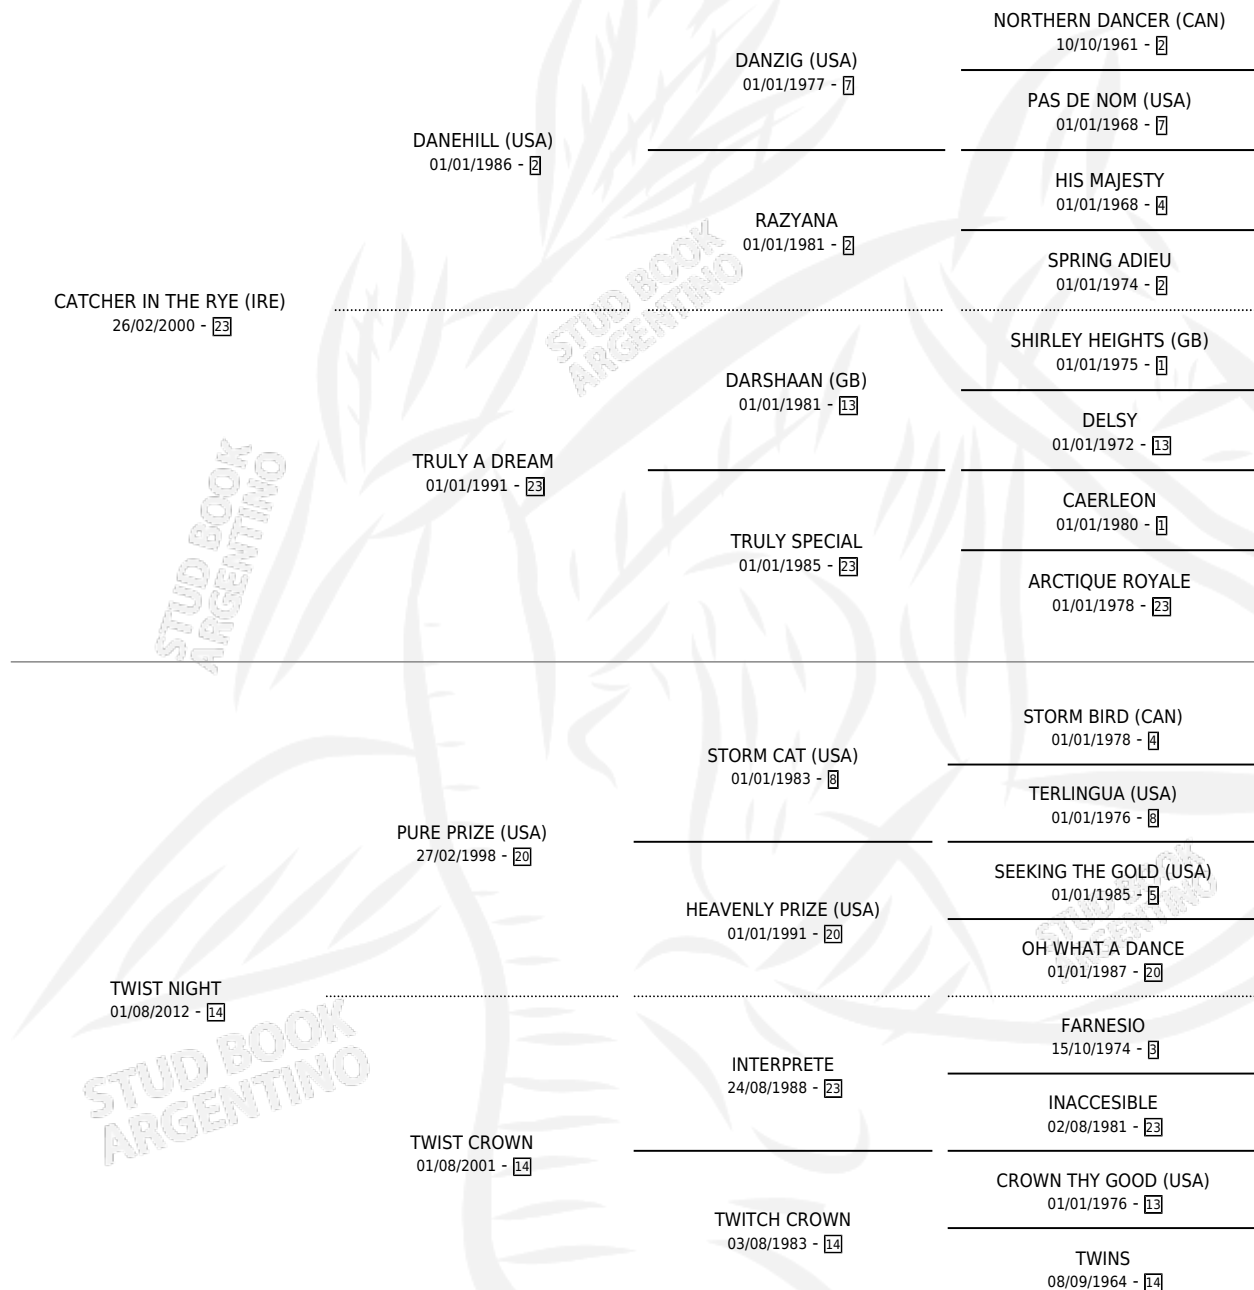 NORTHERN DANCER (CAN)
10/10/1961 - 2
DANZIG (USA)
01/01/1977 - 7
PAS DE NOM (USA)
01/01/1968 - 7
DANEHILL (USA)
01/01/1986 - 2
HIS MAJESTY
01/01/1968 - 4
RAZYANA
01/01/1981 - 2
SPRING ADIEU
01/01/1974 - 2
CATCHER IN THE RYE (IRE)
26/02/2000 - 23
STUD BOOK
ARGENTINO
SHIRLEY HEIGHTS (GB)
01/01/1975 - 1
DARSHAAN (GB)
01/01/1981 - 13
DELSY
01/01/1972 - 13
TRULY A DREAM
01/01/1991 - 23
CAERLEON
01/01/1980 - 1
TRULY SPECIAL
01/01/1985 - 23
ARCTIQUE ROYALE
01/01/1978 - 23
STUD BOOK
ARGENTINO
STORM BIRD (CAN)
01/01/1978 - 4
STORM CAT (USA)
01/01/1983 - 8
TERLINGUA (USA)
01/01/1976 - 8
PURE PRIZE (USA)
27/02/1998 - 20
SEEKING THE GOLD (USA)
01/01/1985 - 5
HEAVENLY PRIZE (USA)
01/01/1991 - 20
STUD BOOK
ARGENTINO
OH WHAT A DANCE
01/01/1987 - 20
TWIST NIGHT
01/08/2012 - 14
STUD BOOK
ARGENTINO
FARNESIO
15/10/1974 - 3
INTERPRETE
24/08/1988 - 23
INACCESIBLE
02/08/1981 - 23
TWIST CROWN
01/08/2001 - 14
CROWN THY GOOD (USA)
01/01/1976 - 13
TWITCH CROWN
03/08/1983 - 14
TWINS
08/09/1964 - 14